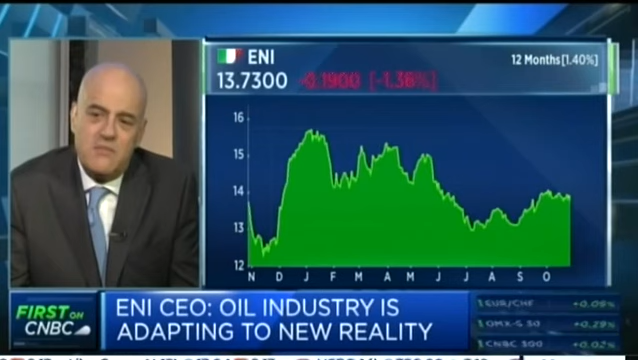 ENI
12 Months[1.40%]
13.7300 -0.1900 [-1.36%]
16
15
14
13
12
N D J F M A M J J A S O
FIRST ON
CNBC
ENI CEO: OIL INDUSTRY IS
ADAPTING TO NEW REALITY
EUR/CHF +0.06%
OMX-S 30 +0.29%
CNBC 300 +0.02%